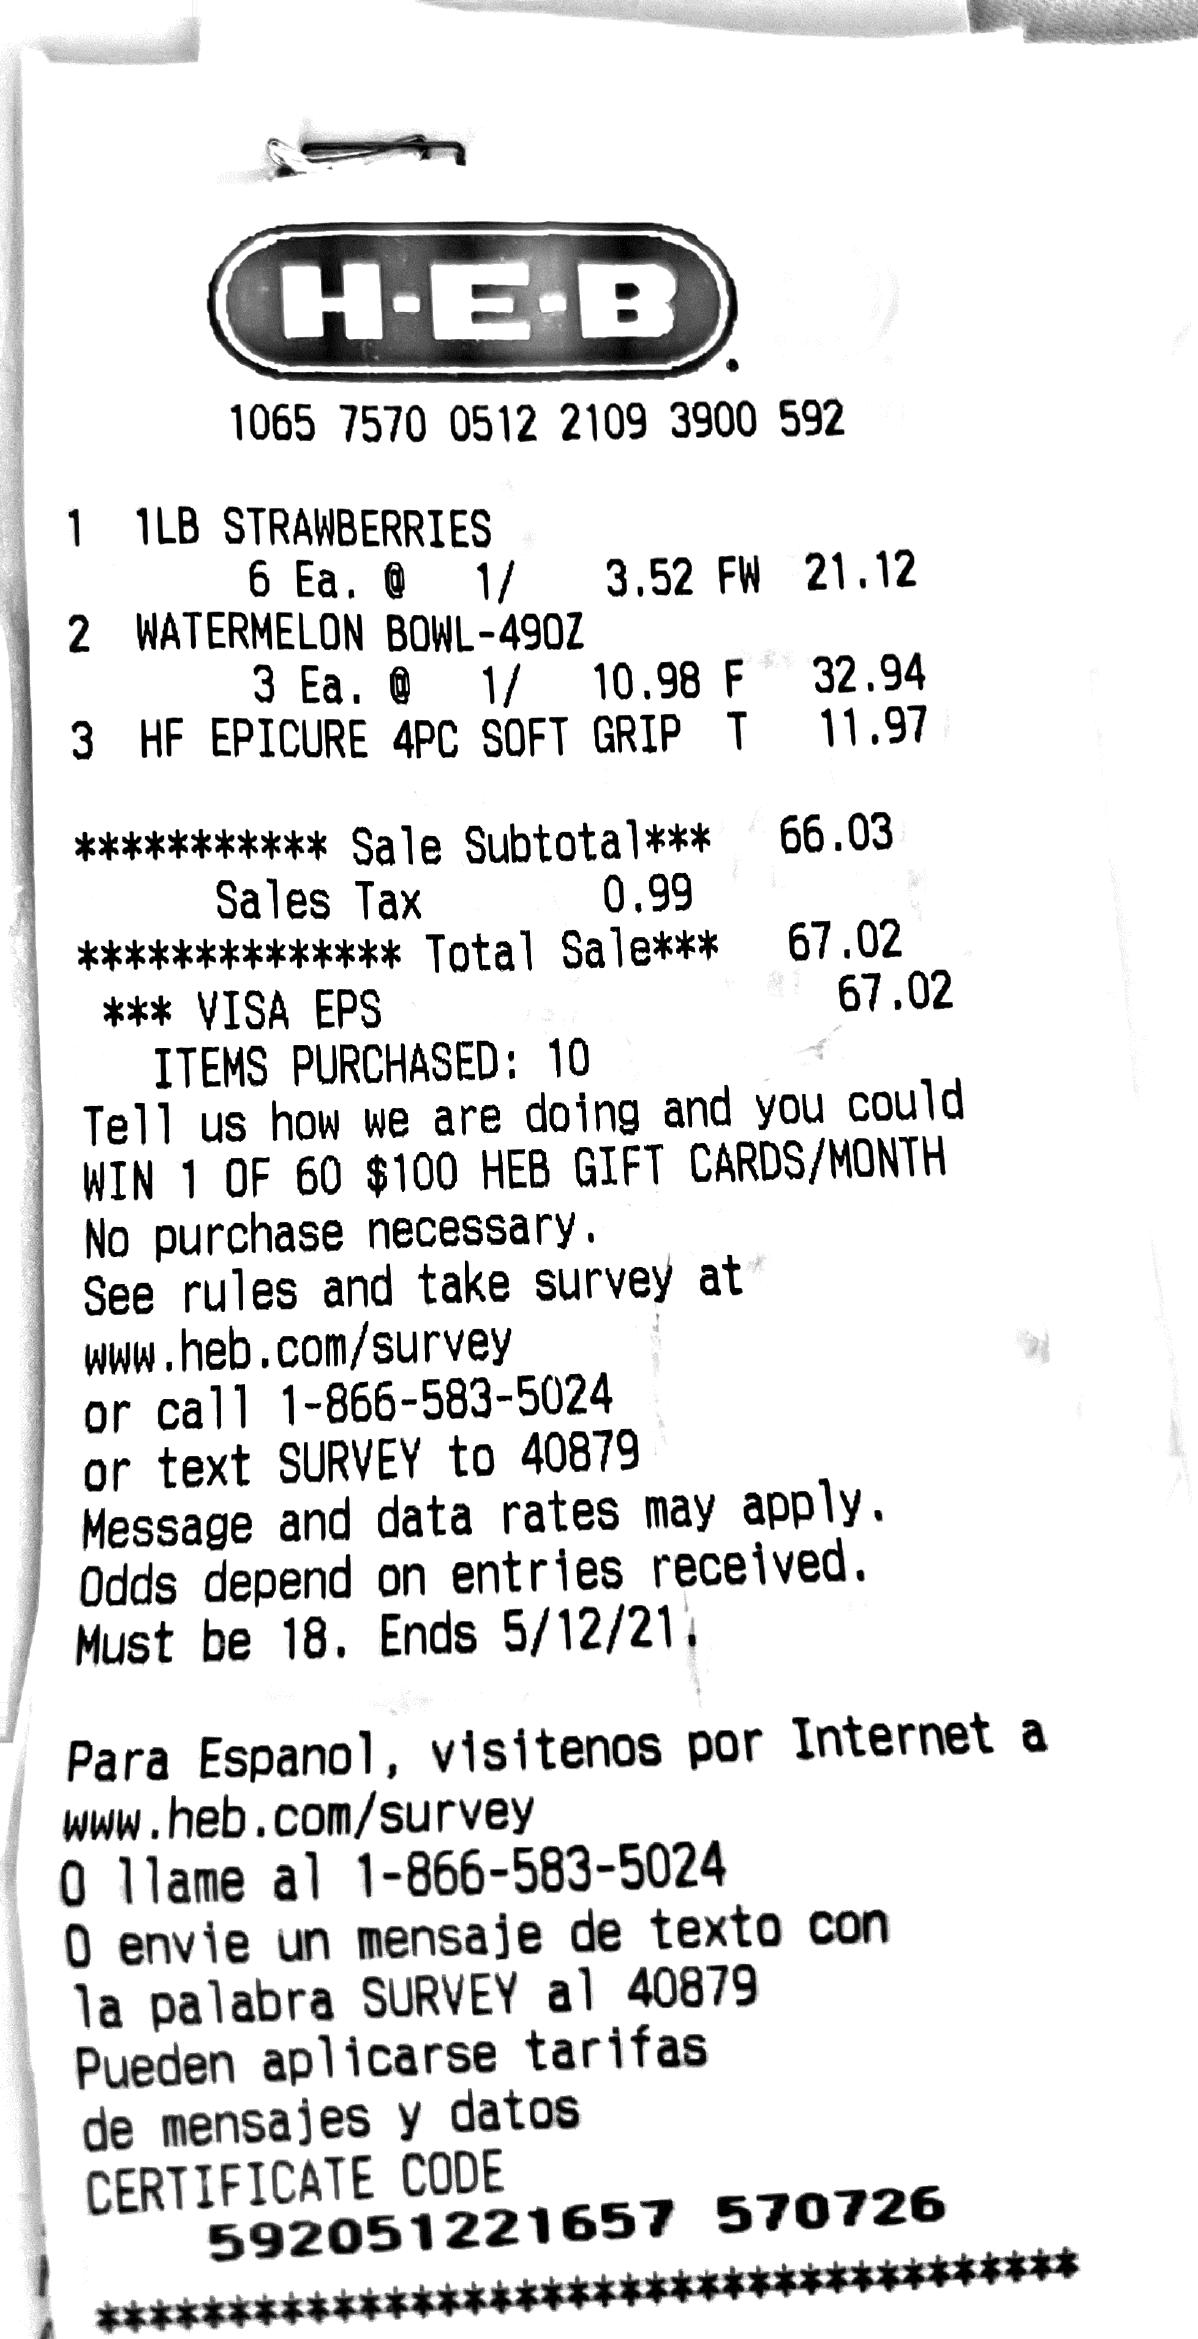 H-E-B
1065 7570 0512 2109 3900 592
1 1LB STRAWBERRIES
6 Ea. @ 1/ 3.52 FW 21.12
2 WATERMELON BOWL-49OZ
3 Ea. @ 1/ 10.98 F 32.94
3 HF EPICURE 4PC SOFT GRIP T 11.97
*********** Sale Subtotal*** 66.03
Sales Tax 0.99
************** Total Sale*** 67.02
*** VISA EPS 67.02
ITEMS PURCHASED: 10
Tell us how we are doing and you could
WIN 1 OF 60 $100 HEB GIFT CARDS/MONTH
No purchase necessary.
See rules and take survey at
www.heb.com/survey
or call 1-866-583-5024
or text SURVEY to 40879
Message and data rates may apply.
Odds depend on entries received.
Must be 18. Ends 5/12/21.
Para Espanol, visitenos por Internet a
www.heb.com/survey
O llame al 1-866-583-5024
O envie un mensaje de texto con
la palabra SURVEY al 40879
Pueden aplicarse tarifas
de mensajes y datos
CERTIFICATE CODE
592051221657 570726
**************************************